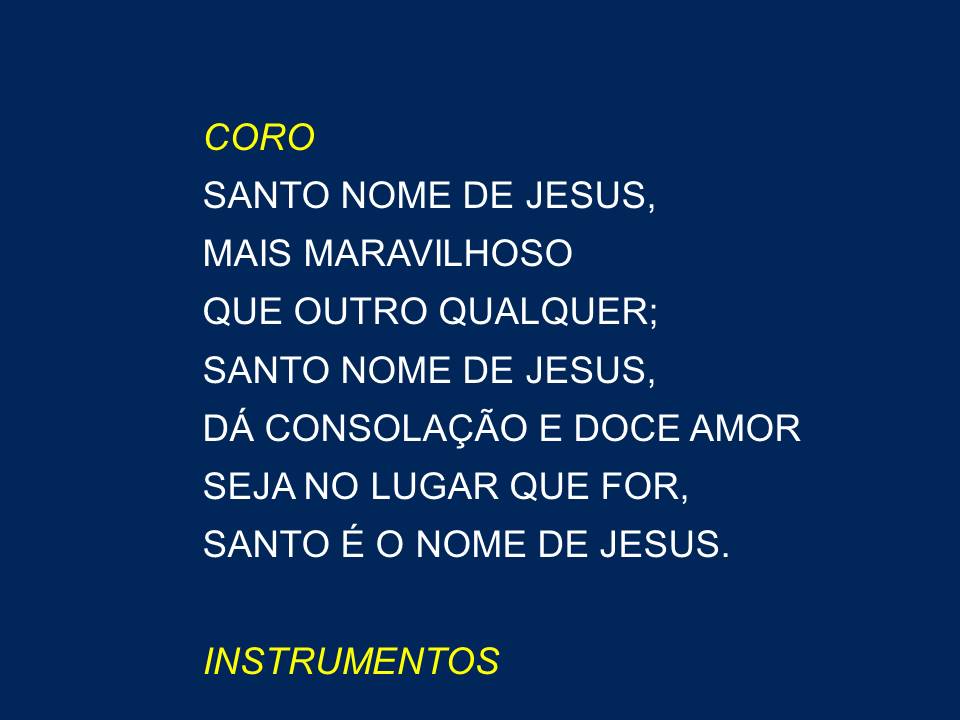 CORO
SANTO NOME DE JESUS,
MAIS MARAVILHOSO
QUE OUTRO QUALQUER;
SANTO NOME DE JESUS,
DÁ CONSOLAÇÃO E DOCE AMOR
SEJA NO LUGAR QUE FOR,
SANTO É O NOME DE JESUS.
INSTRUMENTOS